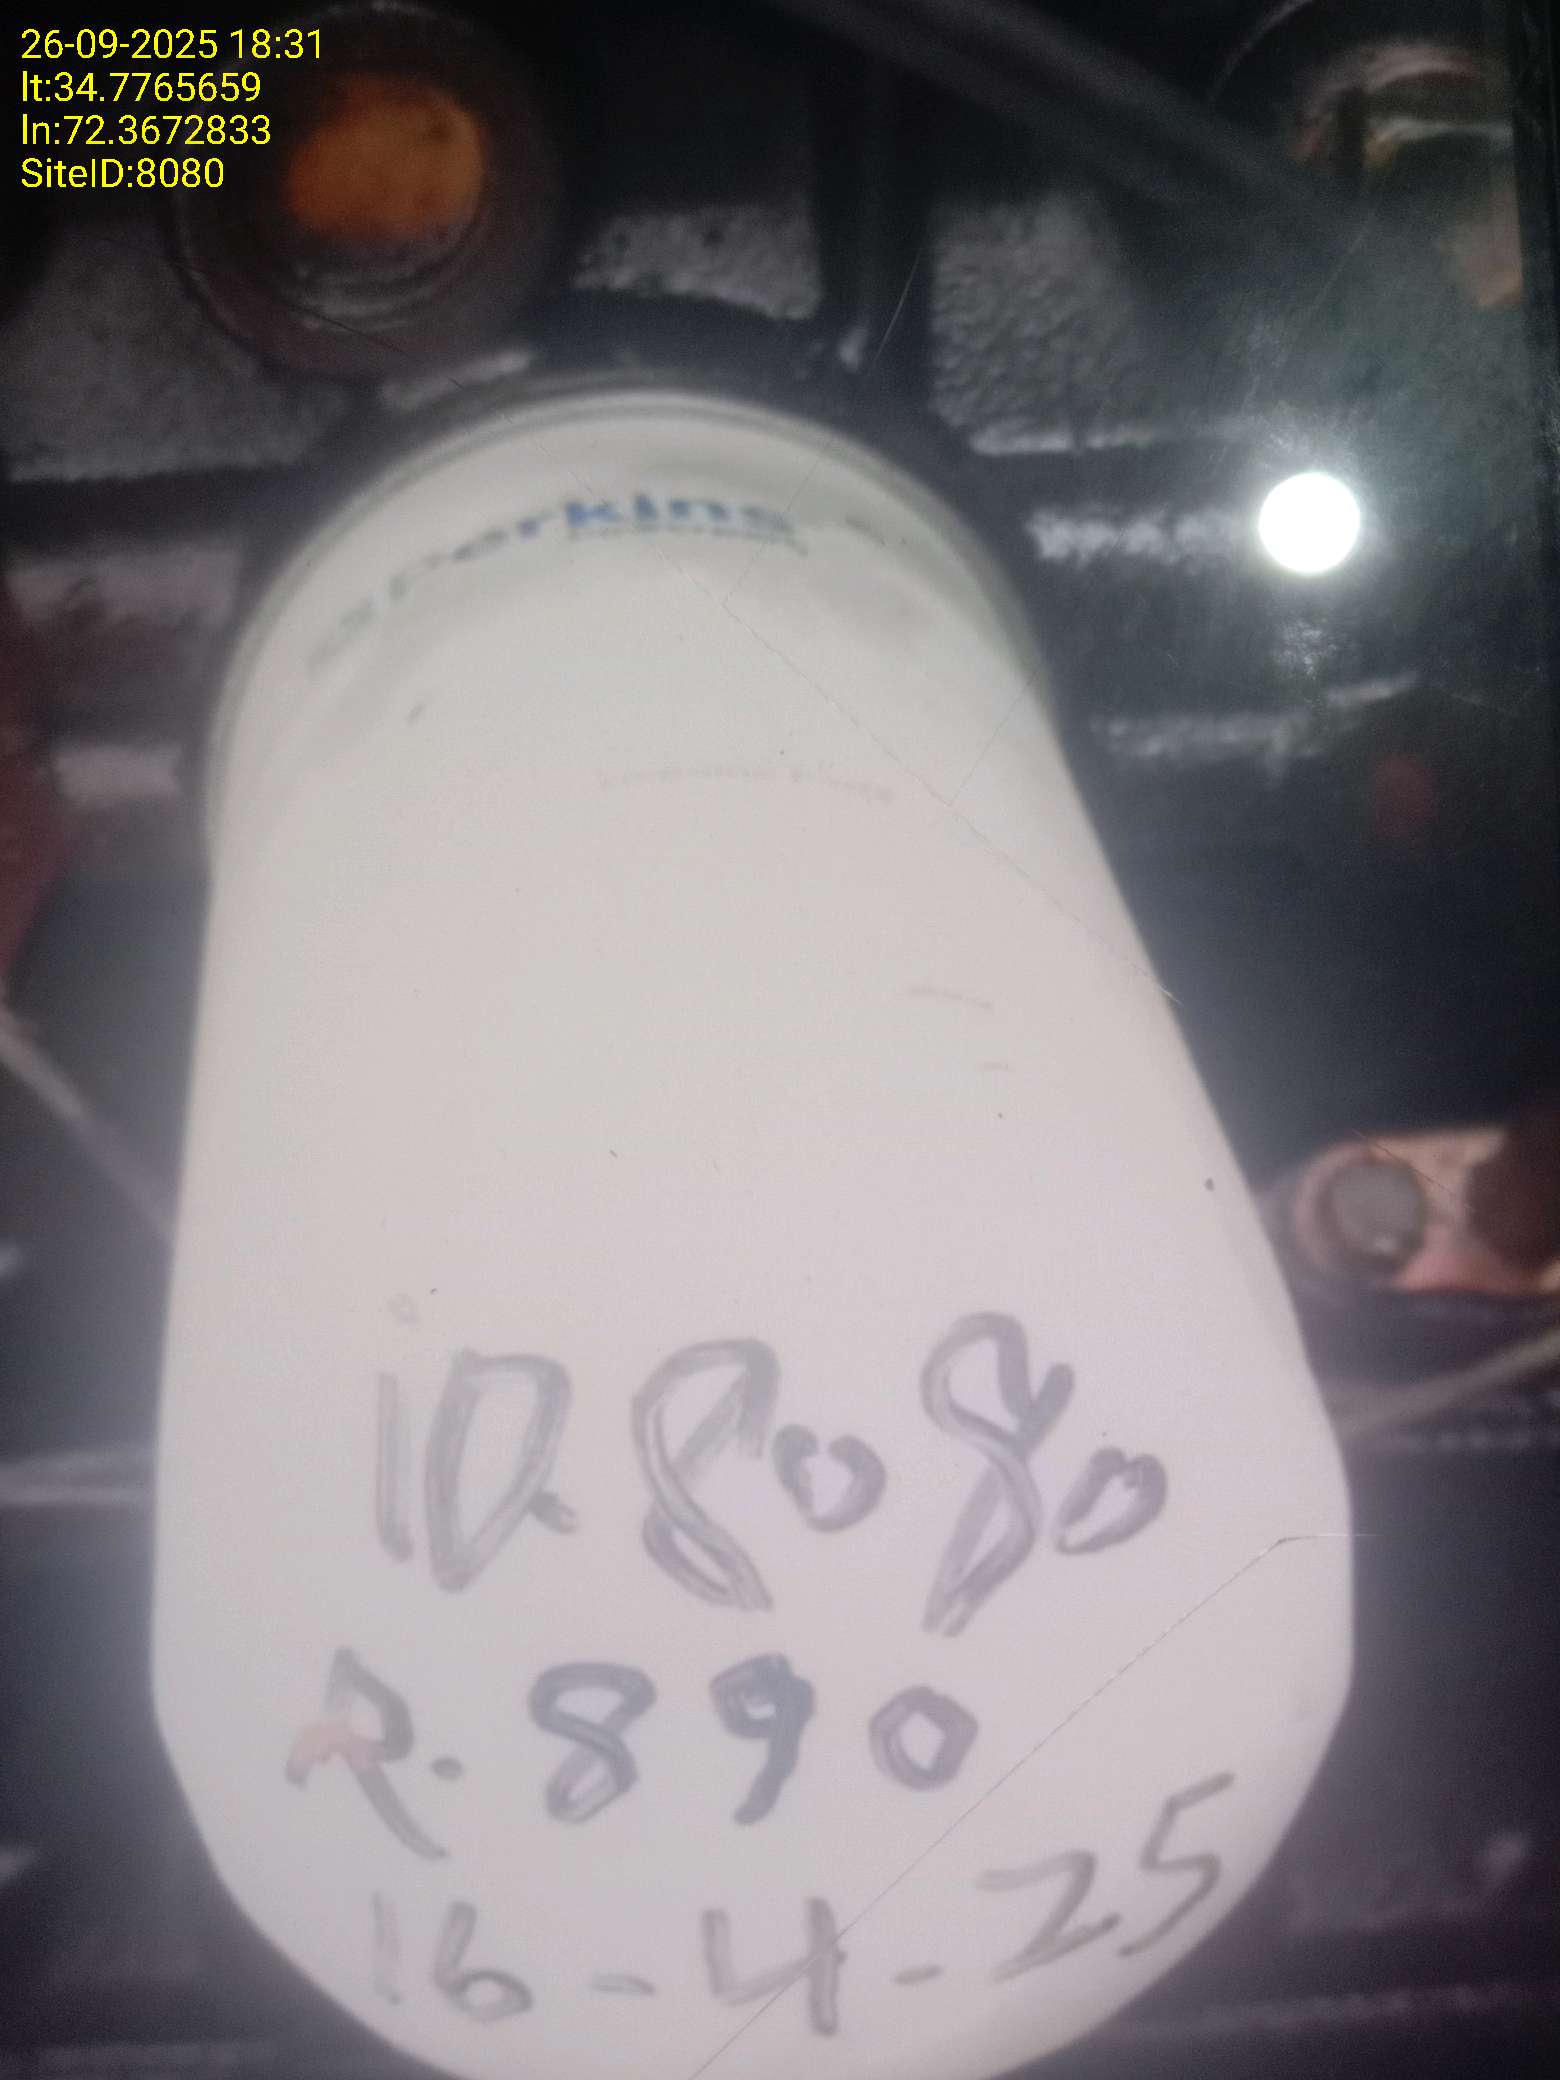 26-09-2025 18:31
lt:34.7765659
ln:72.3672833
SiteID:8080
perkins
iD.8080
R.890
16-4-25